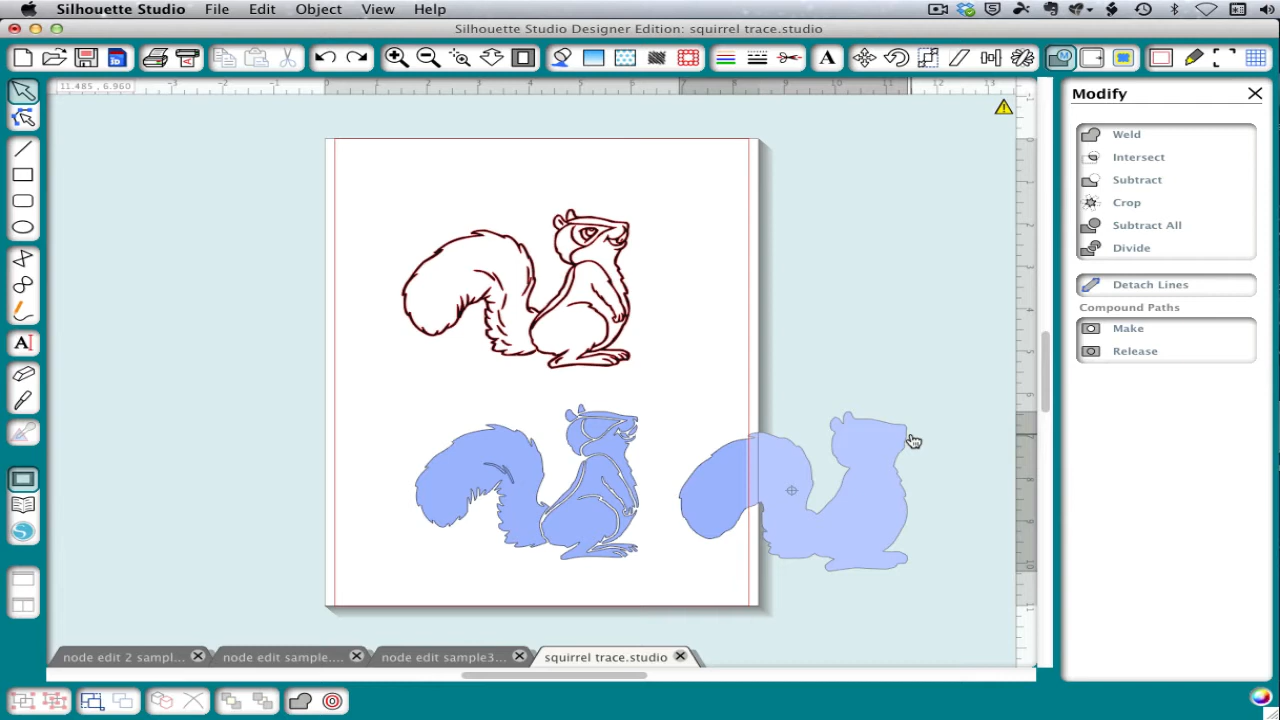 Silhouette Studio File Edit Object View Help
Silhouette Studio Designer Edition: squirrel trace.studio
11.485 , 6.960
Modify
Weld
Intersect
Subtract
Crop
Subtract All
Divide
Detach Lines
Compound Paths
Make
Release
node edit 2 sampl... node edit sample.... node edit sample3... squirrel trace.studio